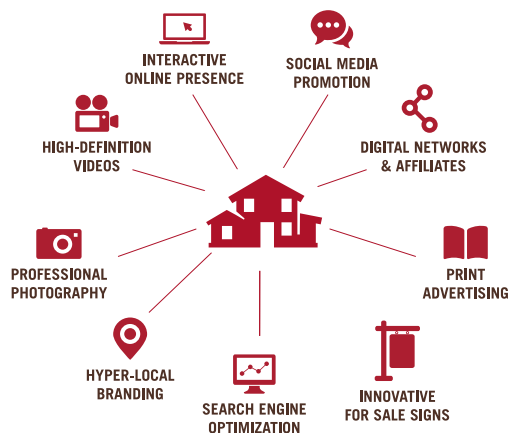 INTERACTIVE
ONLINE PRESENCE
SOCIAL MEDIA
PROMOTION
HIGH-DEFINITION
VIDEOS
DIGITAL NETWORKS
& AFFILIATES
PROFESSIONAL
PHOTOGRAPHY
PRINT
ADVERTISING
HYPER-LOCAL
BRANDING
SEARCH ENGINE
OPTIMIZATION
INNOVATIVE
FOR SALE SIGNS